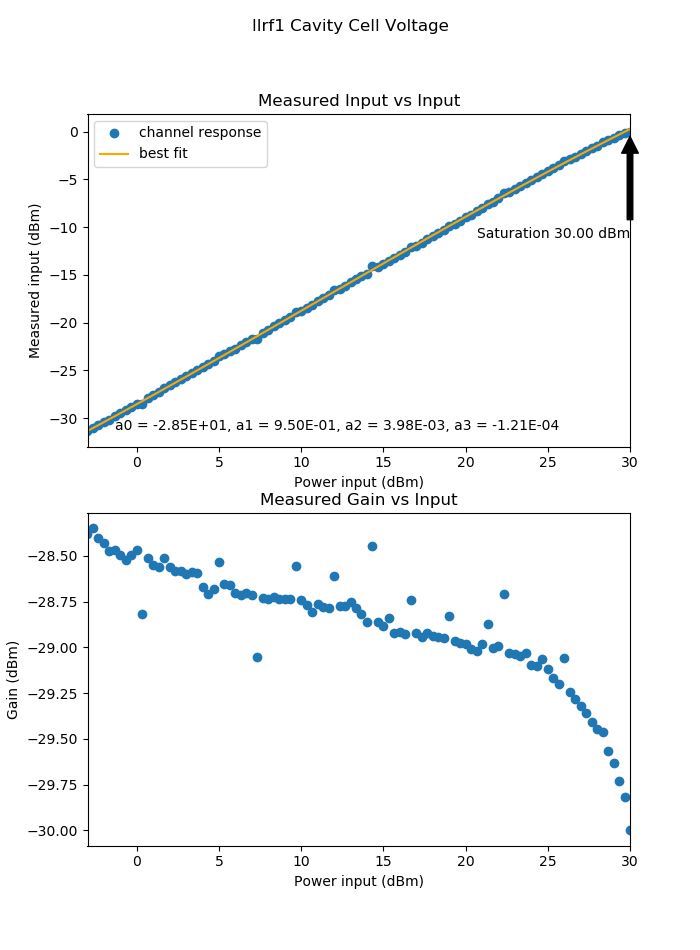 llrf1 Cavity Cell Voltage
Measured Input vs Input
channel response
best fit
0
−5
−10
−15
−20
−25
−30
Measured input (dBm)
Saturation 30.00 dBm
a0 = -2.85E+01, a1 = 9.50E-01, a2 = 3.98E-03, a3 = -1.21E-04
0 5 10 15 20 25 30
Power input (dBm)
Measured Gain vs Input
−28.50
−28.75
−29.00
−29.25
−29.50
−29.75
−30.00
Gain (dBm)
0 5 10 15 20 25 30
Power input (dBm)